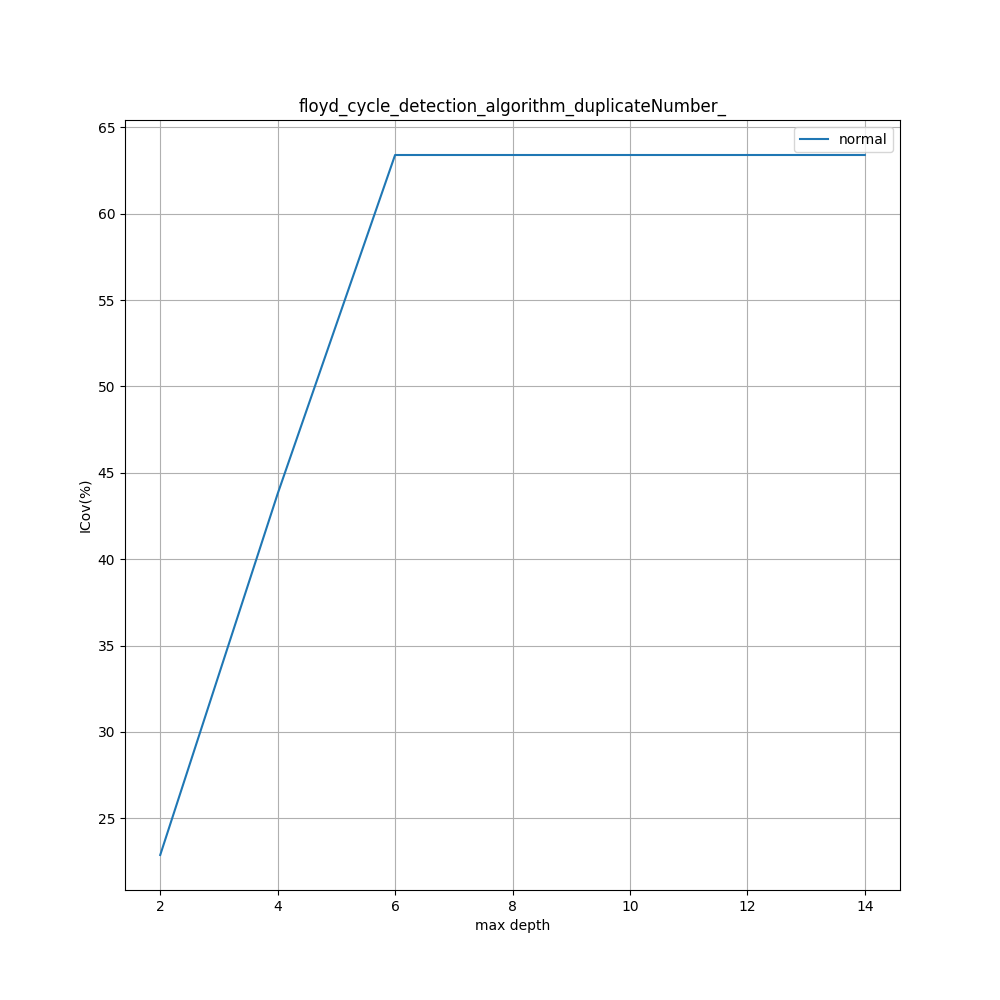 floyd_cycle_detection_algorithm_duplicateNumber_
normal
65
60
55
50
45
40
35
30
25
ICov(%)
2 4 6 8 10 12 14
max depth